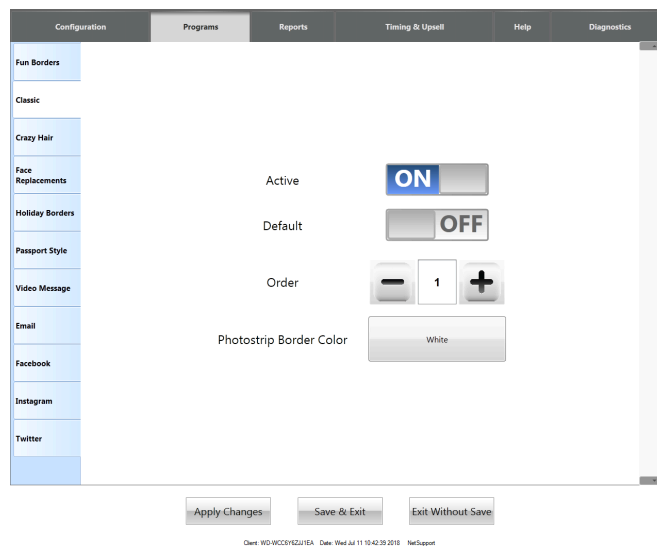 Configuration Programs Reports Timing & Upsell Help Diagnostics
Fun Borders
Classic
Crazy Hair
Face
Replacements
Holiday Borders
Passport Style
Video Message
Email
Facebook
Instagram
Twitter
Active ON
Default OFF
Order 1
Photostrip Border Color White
Apply Changes Save & Exit Exit Without Save
Client: WD-WCC6Y6ZJJ1EA Date: Wed Jul 11 10:42:39 2018 NetSupport